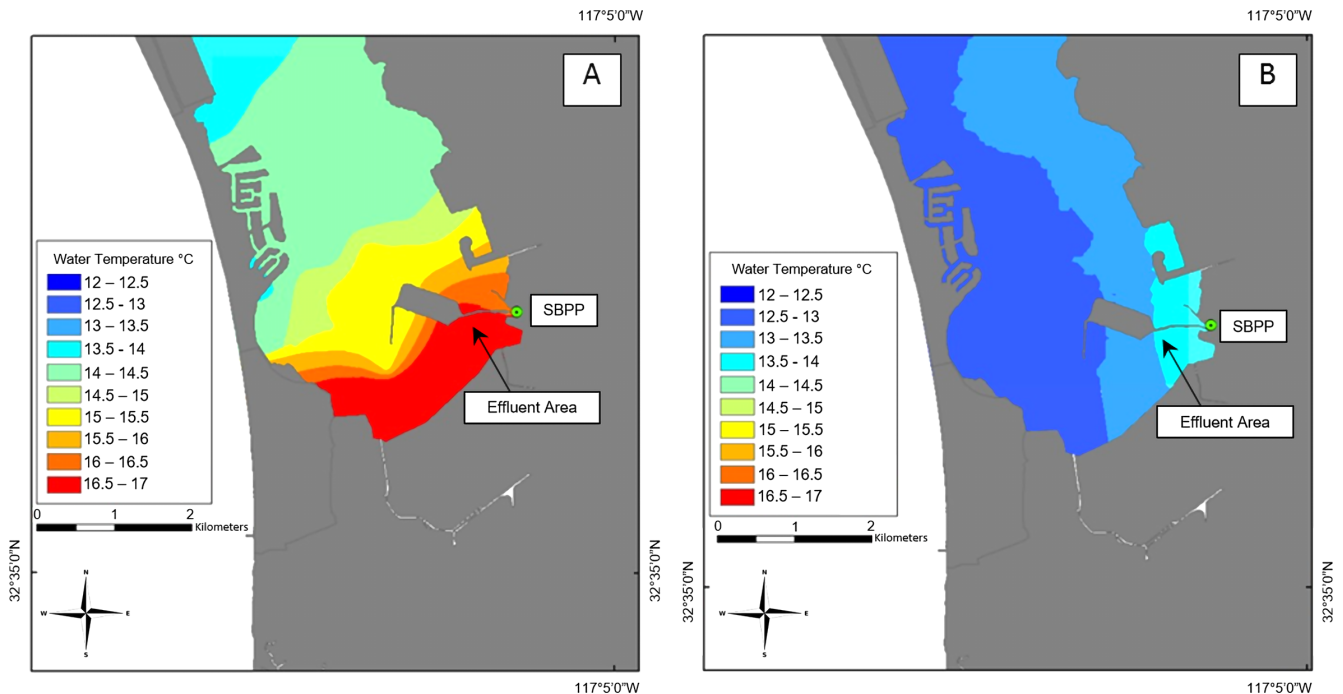 117°5'0"W
A
Water Temperature °C
12 – 12.5
12.5 - 13
13 – 13.5
13.5 - 14
14 – 14.5
14.5 – 15
15 – 15.5
15.5 – 16
16 – 16.5
16.5 – 17
SBPP
Effluent Area
0 1 2
Kilometers
32°35'0"N
32°35'0"N
N
W E
S
117°5'0"W
117°5'0"W
B
Water Temperature °C
12 – 12.5
12.5 - 13
13 – 13.5
13.5 - 14
14 – 14.5
14.5 – 15
15 – 15.5
15.5 – 16
16 – 16.5
16.5 – 17
SBPP
Effluent Area
0 1 2
Kilometers
32°35'0"N
32°35'0"N
N
W E
S
117°5'0"W